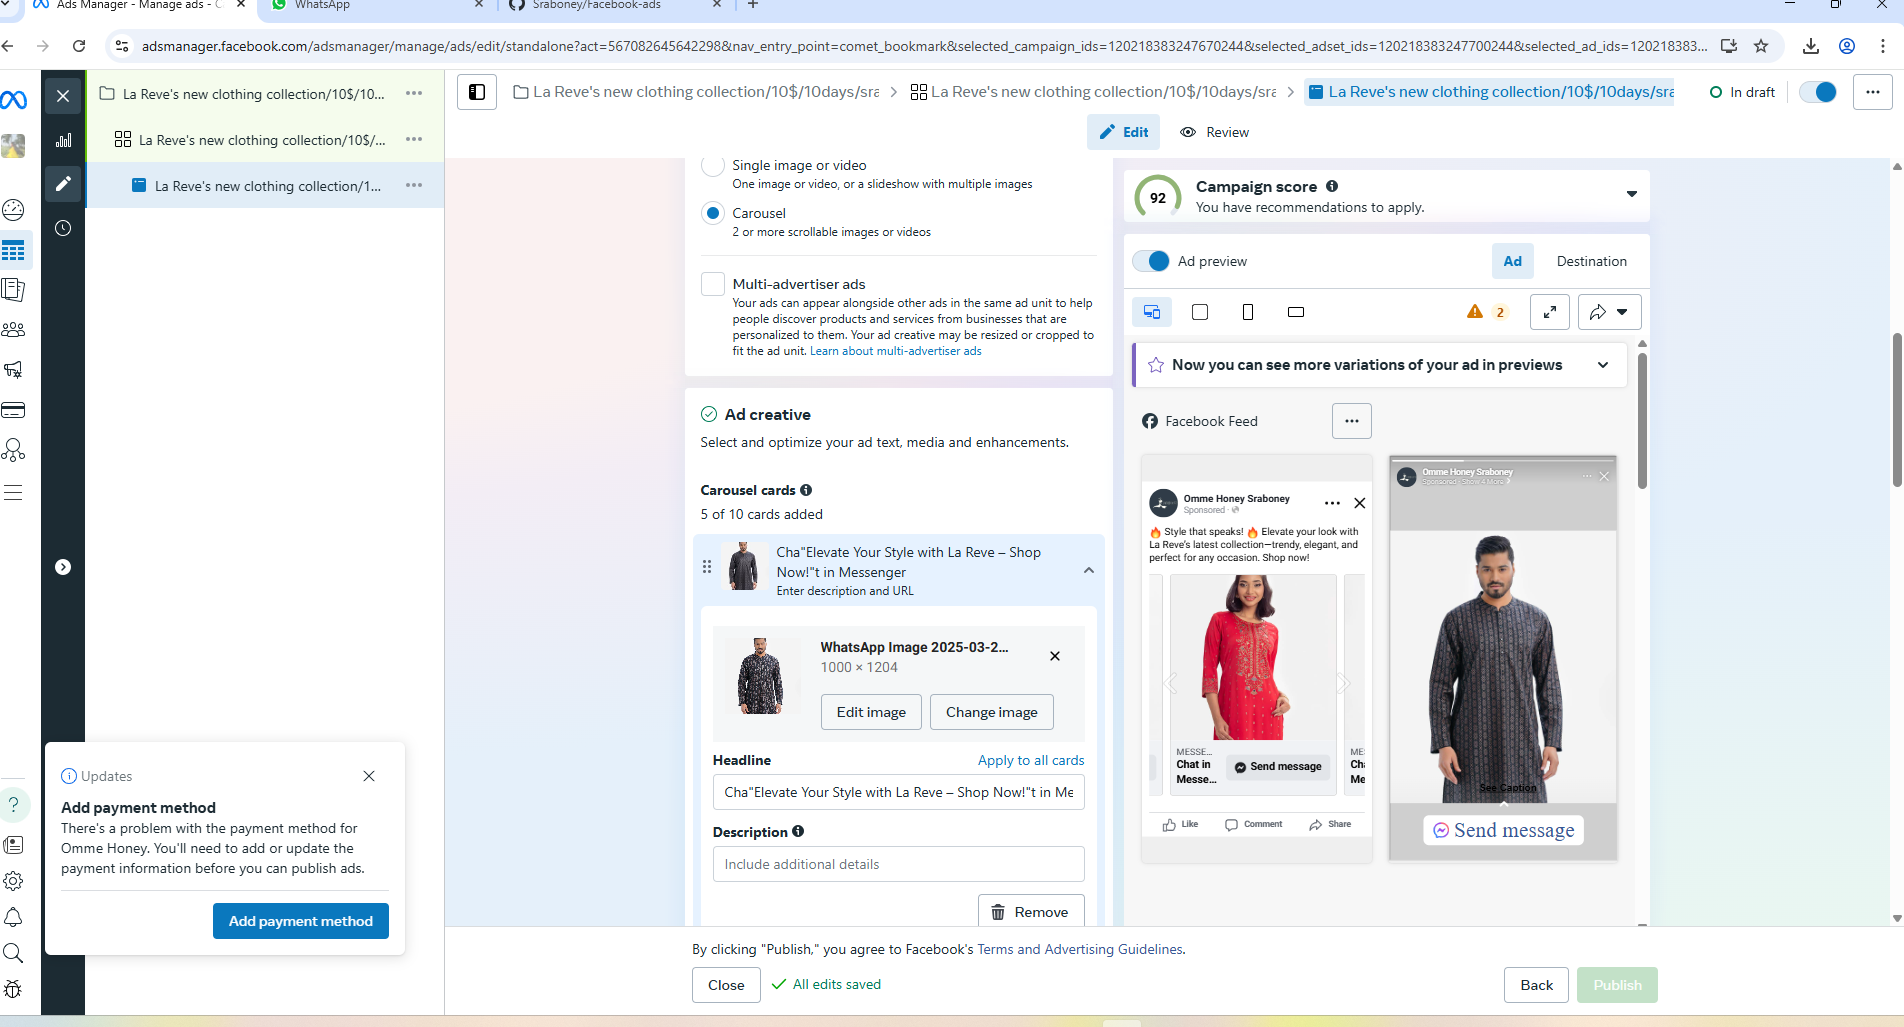 Ads Manager - Manage ads - C
WhatsApp
Sraboney/Facebook-ads
adsmanager.facebook.com/adsmanager/manage/ads/edit/standalone?act=567082645642298&nav_entry_point=comet_bookmark&selected_campaign_ids=120218383247670244&selected_adset_ids=120218383247700244&selected_ad_ids=120218383...
La Reve's new clothing collection/10$/10...
La Reve's new clothing collection/10$/...
La Reve's new clothing collection/1...
La Reve's new clothing collection/10$/10days/sra
La Reve's new clothing collection/10$/10days/sra
La Reve's new clothing collection/10$/10days/sra
In draft
Edit
Review
Single image or video
One image or video, or a slideshow with multiple images
Carousel
2 or more scrollable images or videos
Multi-advertiser ads
Your ads can appear alongside other ads in the same ad unit to help
people discover products and services from businesses that are
personalized to them. Your ad creative may be resized or cropped to
fit the ad unit. Learn about multi-advertiser ads
Ad creative
Select and optimize your ad text, media and enhancements.
Carousel cards
5 of 10 cards added
Cha"Elevate Your Style with La Reve – Shop
Now!"t in Messenger
Enter description and URL
WhatsApp Image 2025-03-2...
1000 × 1204
Edit image
Change image
Headline
Apply to all cards
Cha"Elevate Your Style with La Reve – Shop Now!"t in Me
Description
Include additional details
Remove
92
Campaign score
You have recommendations to apply.
Ad preview
Ad
Destination
2
Now you can see more variations of your ad in previews
Facebook Feed
Omme Honey Sraboney
Sponsored ·
🔥 Style that speaks! 🔥 Elevate your look with
La Reve's latest collection—trendy, elegant, and
perfect for any occasion. Shop now!
MESSE...
Chat in
Messe...
Send message
ME
Cha
Me
Like
Comment
Share
Omme Honey Sraboney
Sponsored · Show 4 More
See Caption
Send message
Updates
Add payment method
There's a problem with the payment method for
Omme Honey. You'll need to add or update the
payment information before you can publish ads.
Add payment method
By clicking "Publish," you agree to Facebook's Terms and Advertising Guidelines.
Close
All edits saved
Back
Publish